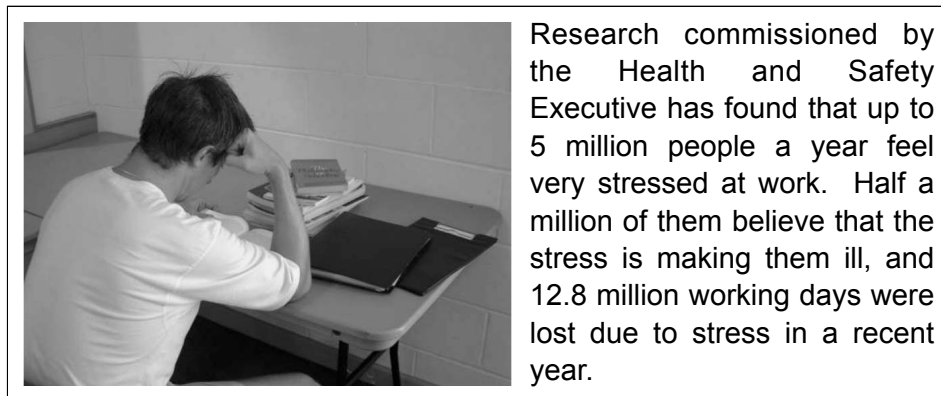 Research commissioned by
the Health and Safety
Executive has found that up to
5 million people a year feel
very stressed at work. Half a
million of them believe that the
stress is making them ill, and
12.8 million working days were
lost due to stress in a recent
year.